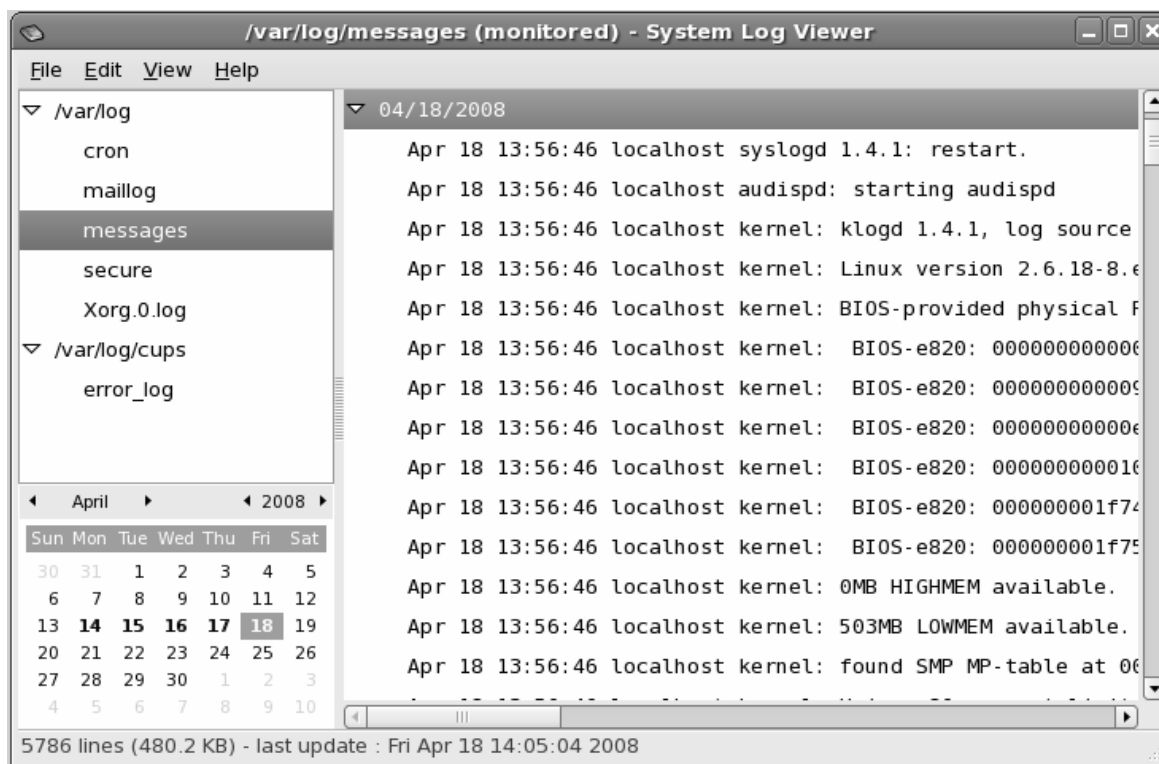 /var/log/messages (monitored) - System Log Viewer
File Edit View Help
/var/log
cron
maillog
messages
secure
Xorg.0.log
/var/log/cups
error_log
April 2008
Sun Mon Tue Wed Thu Fri Sat
30 31 1 2 3 4 5
6 7 8 9 10 11 12
13 14 15 16 17 18 19
20 21 22 23 24 25 26
27 28 29 30 1 2 3
4 5 6 7 8 9 10
04/18/2008
Apr 18 13:56:46 localhost syslogd 1.4.1: restart.
Apr 18 13:56:46 localhost audispd: starting audispd
Apr 18 13:56:46 localhost kernel: klogd 1.4.1, log source
Apr 18 13:56:46 localhost kernel: Linux version 2.6.18-8.e
Apr 18 13:56:46 localhost kernel: BIOS-provided physical
Apr 18 13:56:46 localhost kernel: BIOS-e820: 000000000000
Apr 18 13:56:46 localhost kernel: BIOS-e820: 000000000009
Apr 18 13:56:46 localhost kernel: BIOS-e820: 00000000000e
Apr 18 13:56:46 localhost kernel: BIOS-e820: 000000000010
Apr 18 13:56:46 localhost kernel: BIOS-e820: 000000001f74
Apr 18 13:56:46 localhost kernel: BIOS-e820: 000000001f75
Apr 18 13:56:46 localhost kernel: 0MB HIGHMEM available.
Apr 18 13:56:46 localhost kernel: 503MB LOWMEM available.
Apr 18 13:56:46 localhost kernel: found SMP MP-table at 00
5786 lines (480.2 KB) - last update : Fri Apr 18 14:05:04 2008